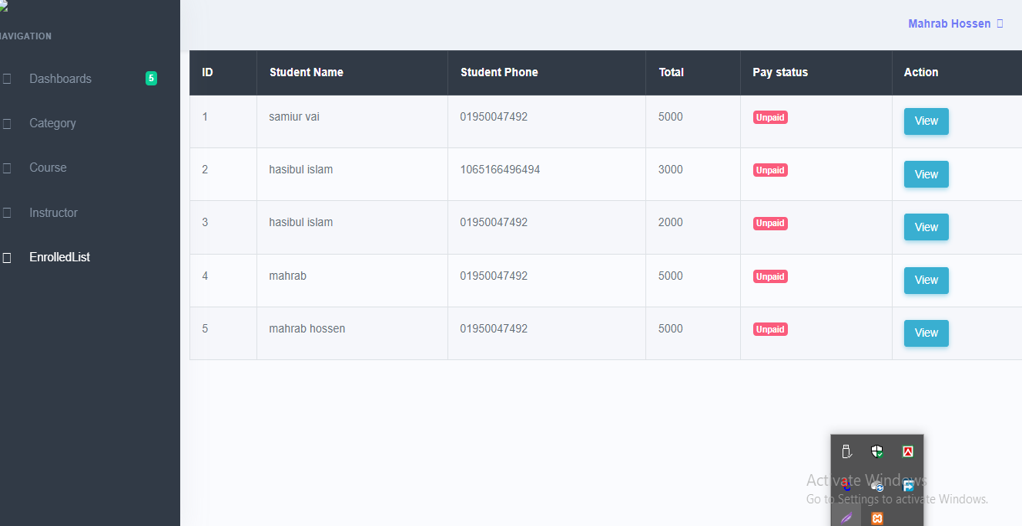 Mahrab Hossen
NAVIGATION
Dashboards 5
Category
Course
Instructor
EnrolledList
ID Student Name Student Phone Total Pay status Action
1 samiur vai 01950047492 5000 Unpaid View
2 hasibul islam 1065166496494 3000 Unpaid View
3 hasibul islam 01950047492 2000 Unpaid View
4 mahrab 01950047492 5000 Unpaid View
5 mahrab hossen 01950047492 5000 Unpaid View
Activate Windows
Go to Settings to activate Windows.